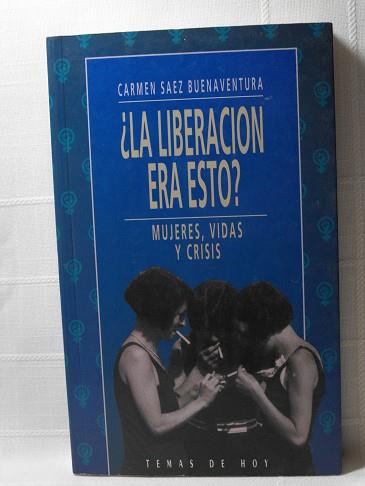 CARMEN SAEZ BUENAVENTURA
¿LA LIBERACION
ERA ESTO?
MUJERES, VIDAS
Y CRISIS
TEMAS DE HOY